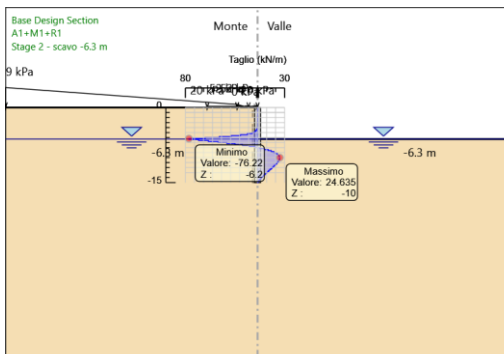 Base Design Section
A1+M1+R1
Stage 2 - scavo -6.3 m
Monte
Valle
Taglio (kN/m)
9 kPa
80
30
20 kPa
0
-6.3 m
-6.3 m
-15
Minimo
Valore: -76.22
Z : -6.2
Massimo
Valore: 24.635
Z : -10